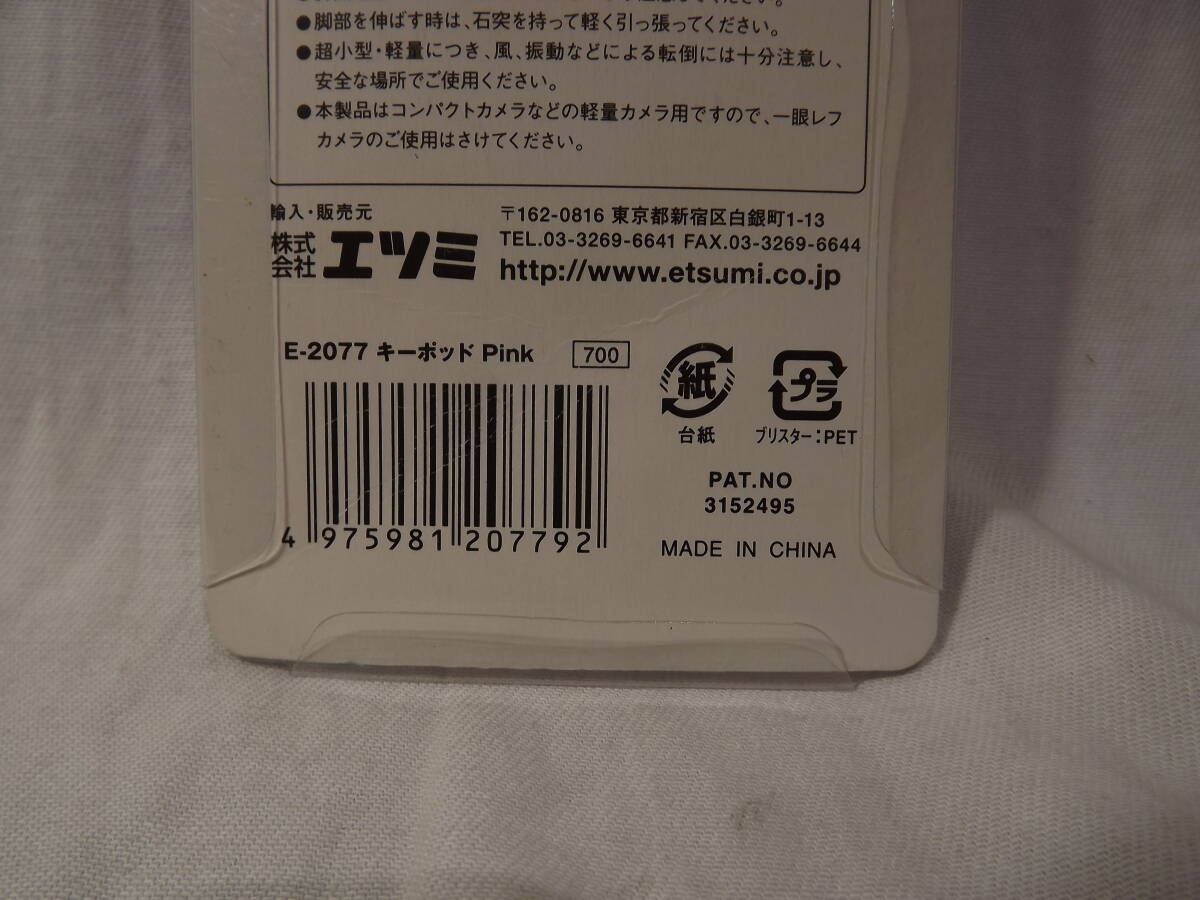 ●脚部を伸ばす時は、石突を持って軽く引っ張ってください。
●超小型・軽量につき、風、振動などによる転倒には十分注意し、
安全な場所でご使用ください。
●本製品はコンパクトカメラなどの軽量カメラ用ですので、一眼レフ
カメラのご使用はさけてください。
輸入・販売元
株式会社 エツミ
〒162-0816 東京都新宿区白銀町1-13
TEL.03-3269-6641 FAX.03-3269-6644
http://www.etsumi.co.jp
E-2077 キーポッド Pink 700
4 975981 207792
紙
台紙
プラ
ブリスター:PET
PAT.NO
3152495
MADE IN CHINA